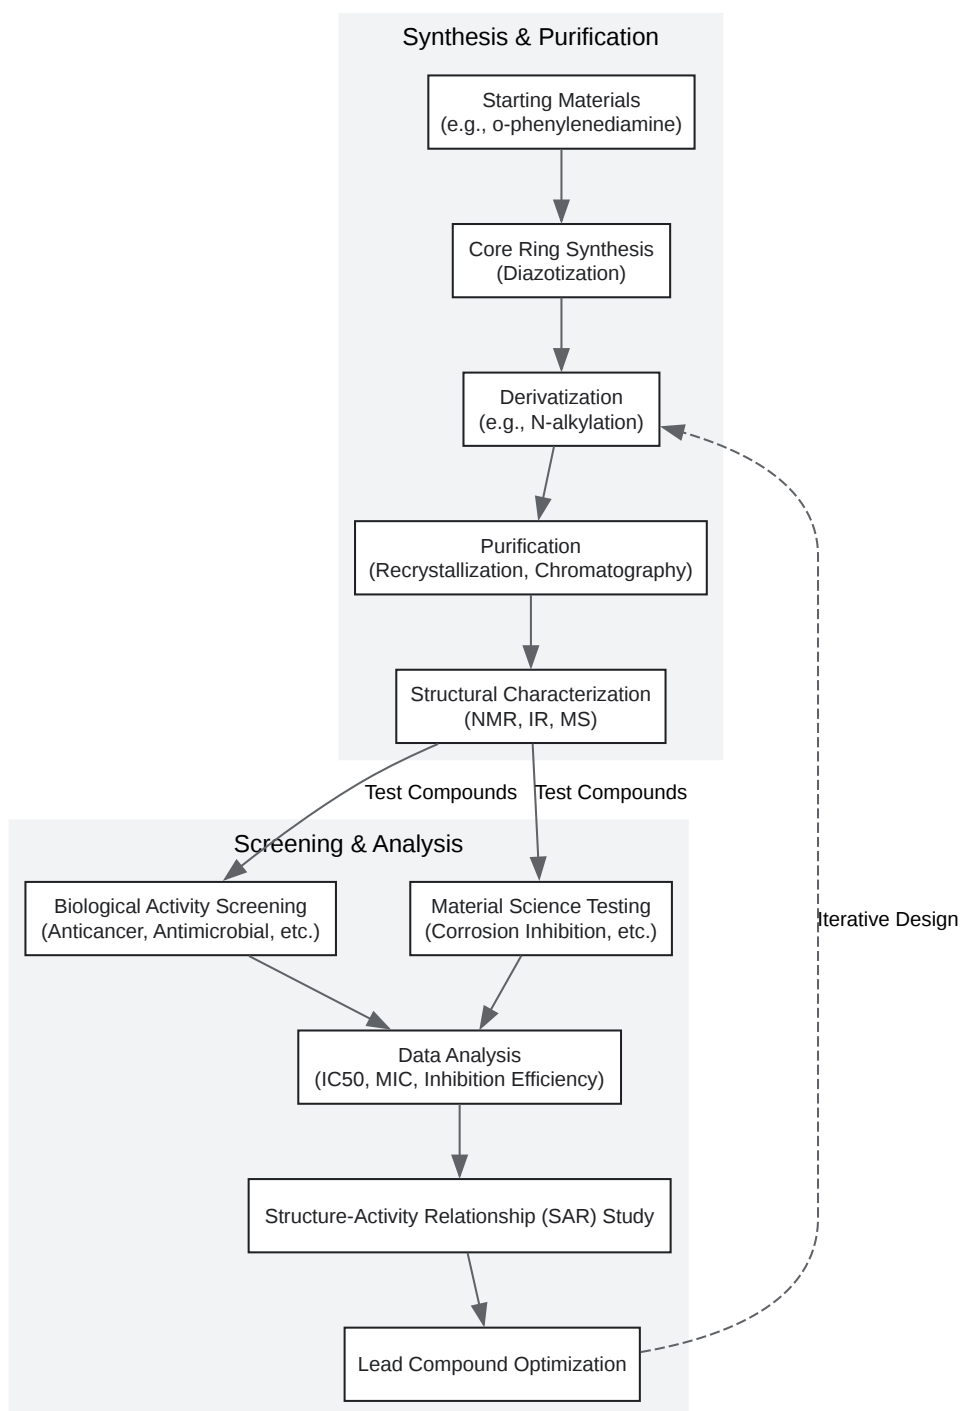 Synthesis & Purification
Starting Materials
(e.g., o-phenylenediamine)
Core Ring Synthesis
(Diazotization)
Derivatization
(e.g., N-alkylation)
Purification
(Recrystallization, Chromatography)
Structural Characterization
(NMR, IR, MS)
Test Compounds
Test Compounds
Screening & Analysis
Biological Activity Screening
(Anticancer, Antimicrobial, etc.)
Material Science Testing
(Corrosion Inhibition, etc.)
Iterative Design
Data Analysis
(IC50, MIC, Inhibition Efficiency)
Structure-Activity Relationship (SAR) Study
Lead Compound Optimization